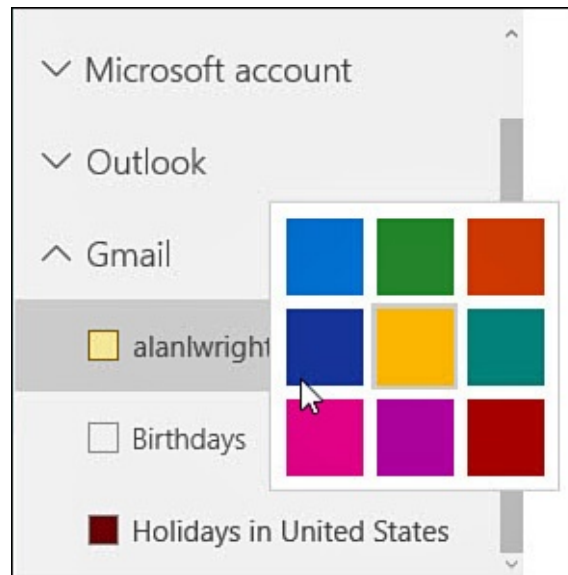 Microsoft account
Outlook
Gmail
alanlwright
Birthdays
Holidays in United States